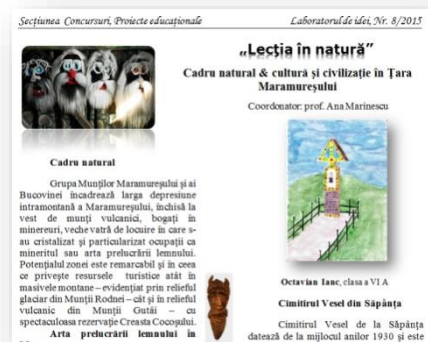 Secțiunea Concursuri, Proiecte educaționale
Laboratorul de idei, Nr. 8/2015
„Lecția în natură”
Cadru natural & cultură și civilizație în Țara
Maramureșului
Coordonator: prof. Ana Marinescu
Cadru natural
Grupa Munților Maramureșului și ai
Bucovinei încadrează larga depresiune
intramontană a Maramureșului, închisă la
vest de munți vulcanici, bogați în
minereuri, veche vatră de locuire în care s-
au cristalizat și particularizat ocupații ca
mineritul sau arta prelucrării lemnului.
Potențialul zonei este remarcabil și în ceea
ce privește resursele turistice atât în
masivele montane – evidențiat prin relieful
glaciar din Munții Rodnei – cât și în relieful
vulcanic din Munții Gutâi – cu
spectaculoasa rezervație Creasta Cocoșului.
Arta prelucrării lemnului în
Octavian Ianc, clasa a VI A
Cimitirul Vesel din Săpânța
Cimitirul Vesel de la Săpânța
datează de la mijlocul anilor 1930 și este